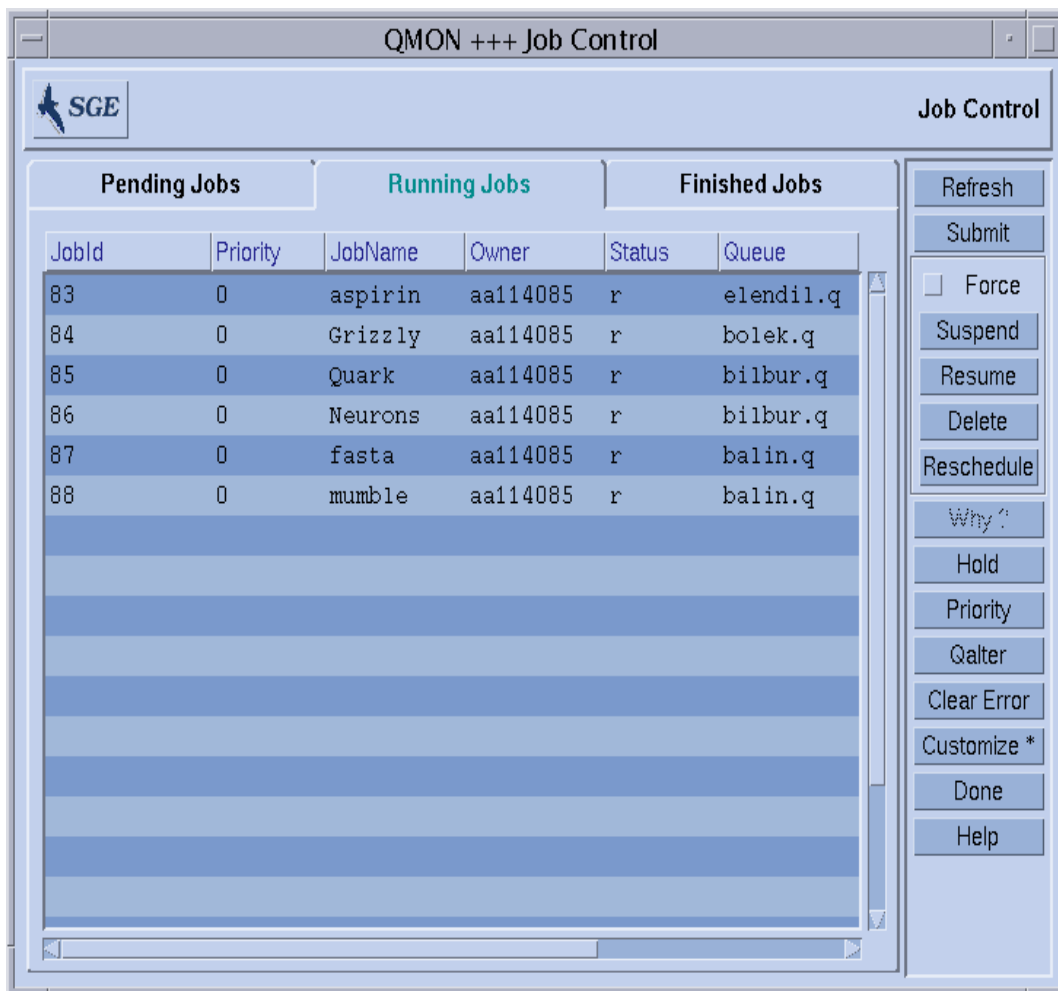 QMON +++ Job Control
SGE
Job Control
Pending Jobs Running Jobs Finished Jobs
JobId Priority JobName Owner Status Queue
83 0 aspirin aa114085 r elendil.q
84 0 Grizzly aa114085 r bolek.q
85 0 Quark aa114085 r bilbur.q
86 0 Neurons aa114085 r bilbur.q
87 0 fasta aa114085 r balin.q
88 0 mumble aa114085 r balin.q
Refresh
Submit
Force
Suspend
Resume
Delete
Reschedule
Why ?
Hold
Priority
Qalter
Clear Error
Customize *
Done
Help